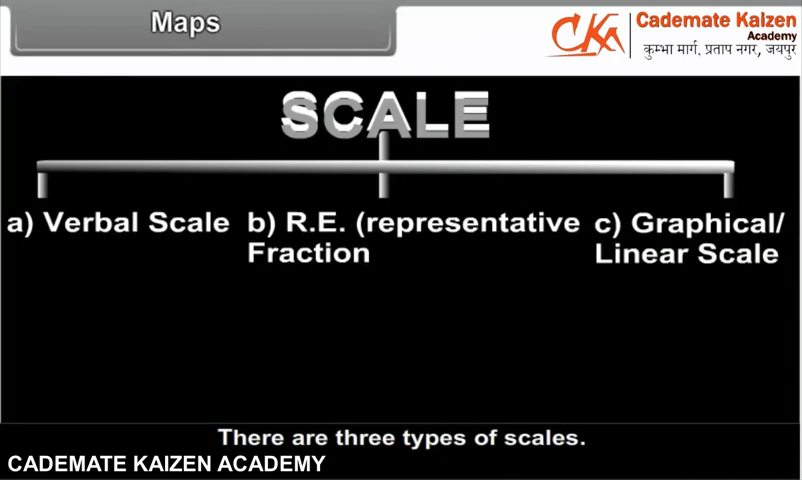 Maps
CKA
Cademate Kaizen
Academy
कुम्भा मार्ग, प्रताप नगर, जयपुर
SCALE
a) Verbal Scale
b) R.E. (representative
Fraction
c) Graphical/
Linear Scale
There are three types of scales.
CADEMATE KAIZEN ACADEMY